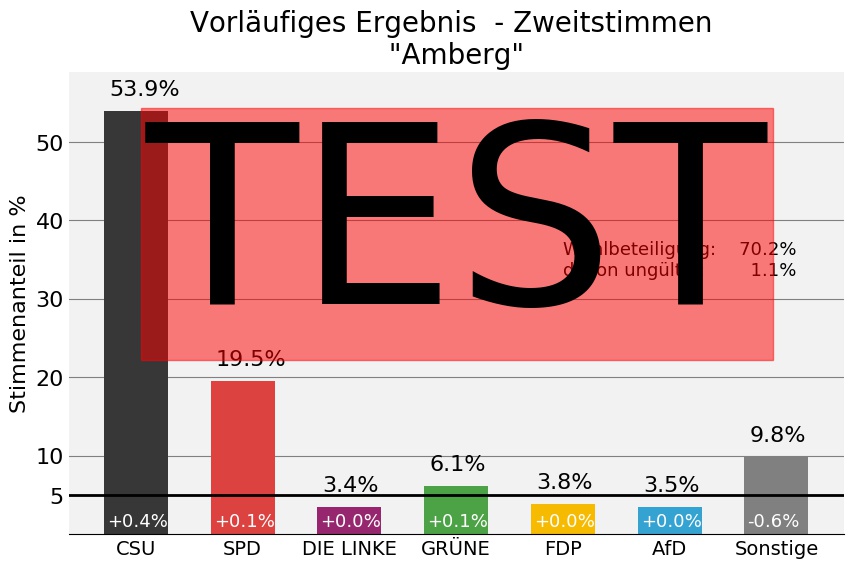 Vorläufiges Ergebnis - Zweitstimmen
"Amberg"
53.9%
TEST
Wahlbeteiligung: 70.2%
davon ungültig: 1.1%
19.5%
3.4%
6.1%
3.8%
3.5%
9.8%
Stimmenanteil in %
50
40
30
20
10
5
+0.4%
+0.1%
+0.0%
+0.1%
+0.0%
+0.0%
-0.6%
CSU
SPD
DIE LINKE
GRÜNE
FDP
AfD
Sonstige